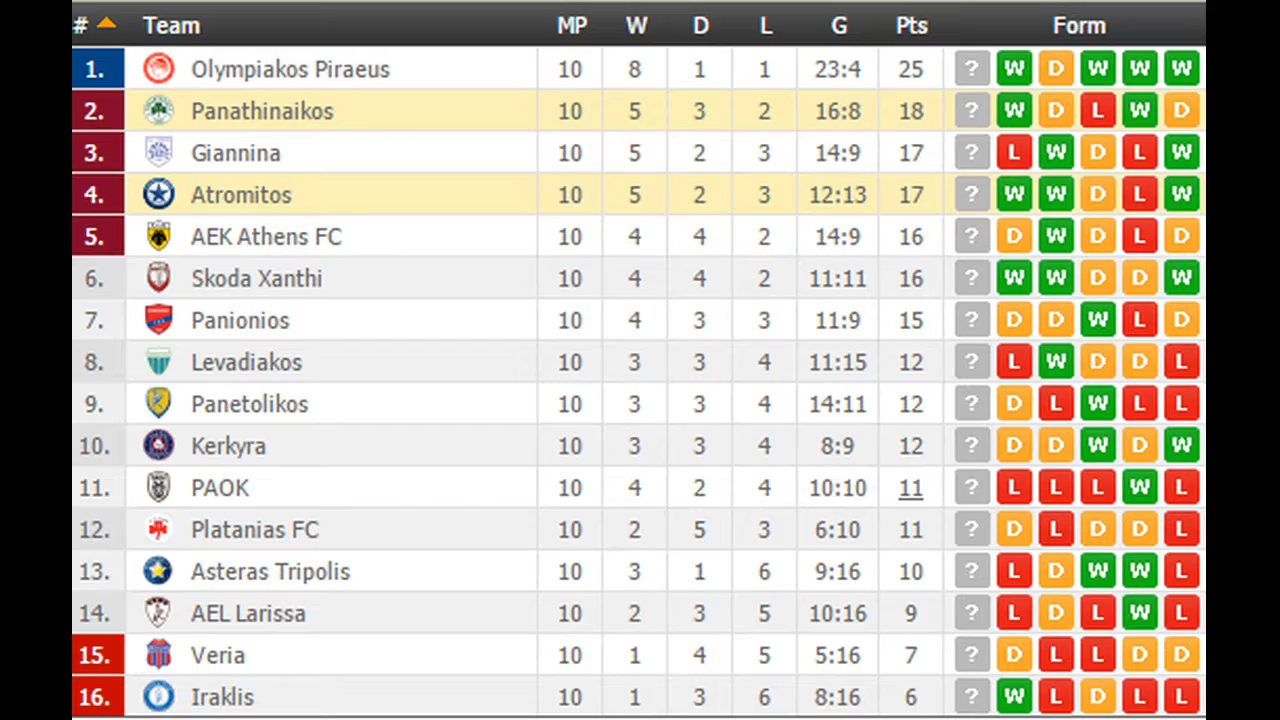 # Team MP W D L G Pts Form
1. Olympiakos Piraeus 10 8 1 1 23:4 25 ? W D W W W
2. Panathinaikos 10 5 3 2 16:8 18 ? W D L W D
3. Giannina 10 5 2 3 14:9 17 ? L W D L W
4. Atromitos 10 5 2 3 12:13 17 ? W W D L W
5. AEK Athens FC 10 4 4 2 14:9 16 ? D W D L D
6. Skoda Xanthi 10 4 4 2 11:11 16 ? W W D D W
7. Panionios 10 4 3 3 11:9 15 ? D D W L D
8. Levadiakos 10 3 3 4 11:15 12 ? L W D D L
9. Panetolikos 10 3 3 4 14:11 12 ? D L W L L
10. Kerkyra 10 3 3 4 8:9 12 ? D D W D W
11. PAOK 10 4 2 4 10:10 11 ? L L L W L
12. Platanias FC 10 2 5 3 6:10 11 ? D L D D L
13. Asteras Tripolis 10 3 1 6 9:16 10 ? L D W W L
14. AEL Larissa 10 2 3 5 10:16 9 ? L D L W L
15. Veria 10 1 4 5 5:16 7 ? D L L D D
16. Iraklis 10 1 3 6 8:16 6 ? W L D L L